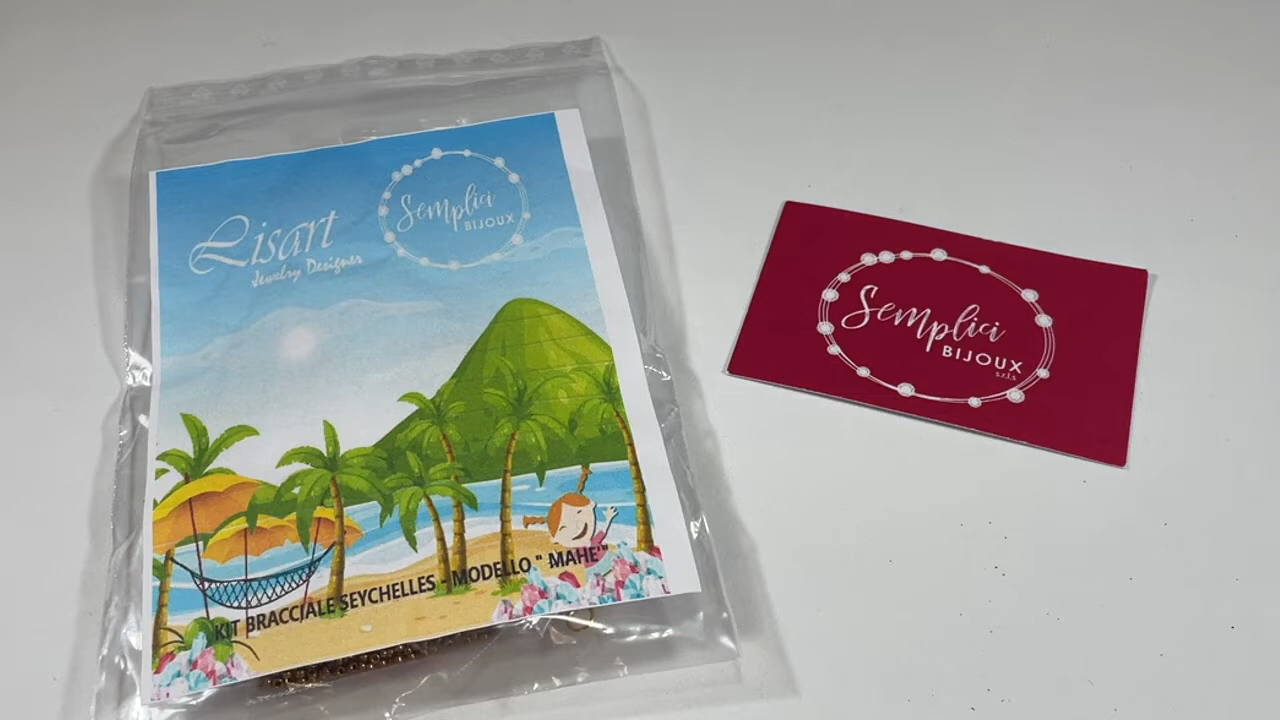 Lisart
Jewelry Designer
Semplici
BIJOUX
KIT BRACCIALE SEYCHELLES - MODELLO " MAHE'"
Semplici
BIJOUX
s.r.l.s